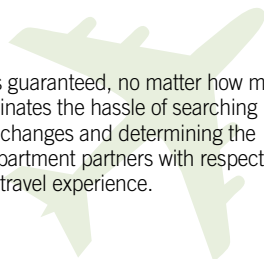 guaranteed, no matter how
inates the hassle of searching
changes and determining the
partment partners with respect
travel experience.